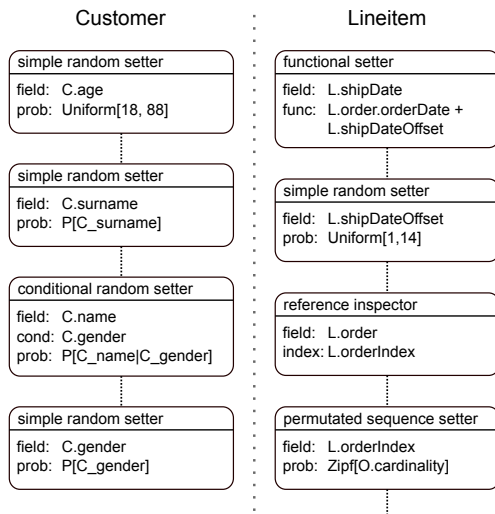 Customer
simple random setter
field: C.age
prob: Uniform[18, 88]
simple random setter
field: C.surname
prob: P[C_surname]
conditional random setter
field: C.name
cond: C.gender
prob: P[C_name|C_gender]
simple random setter
field: C.gender
prob: P[C_gender]
Lineitem
functional setter
field: L.shipDate
func: L.order.orderDate +
L.shipDateOffset
simple random setter
field: L.shipDateOffset
prob: Uniform[1,14]
reference inspector
field: L.order
index: L.orderIndex
permutated sequence setter
field: L.orderIndex
prob: Zipf[O.cardinality]